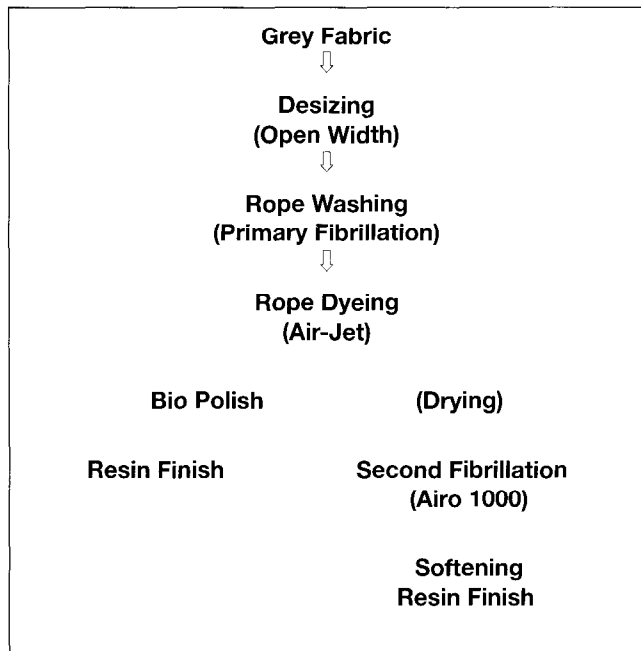 Grey Fabric
Desizing
(Open Width)
Rope Washing
(Primary Fibrillation)
Rope Dyeing
(Air-Jet)
Bio Polish (Drying)
Resin Finish Second Fibrillation
(Airo 1000)
Softening
Resin Finish